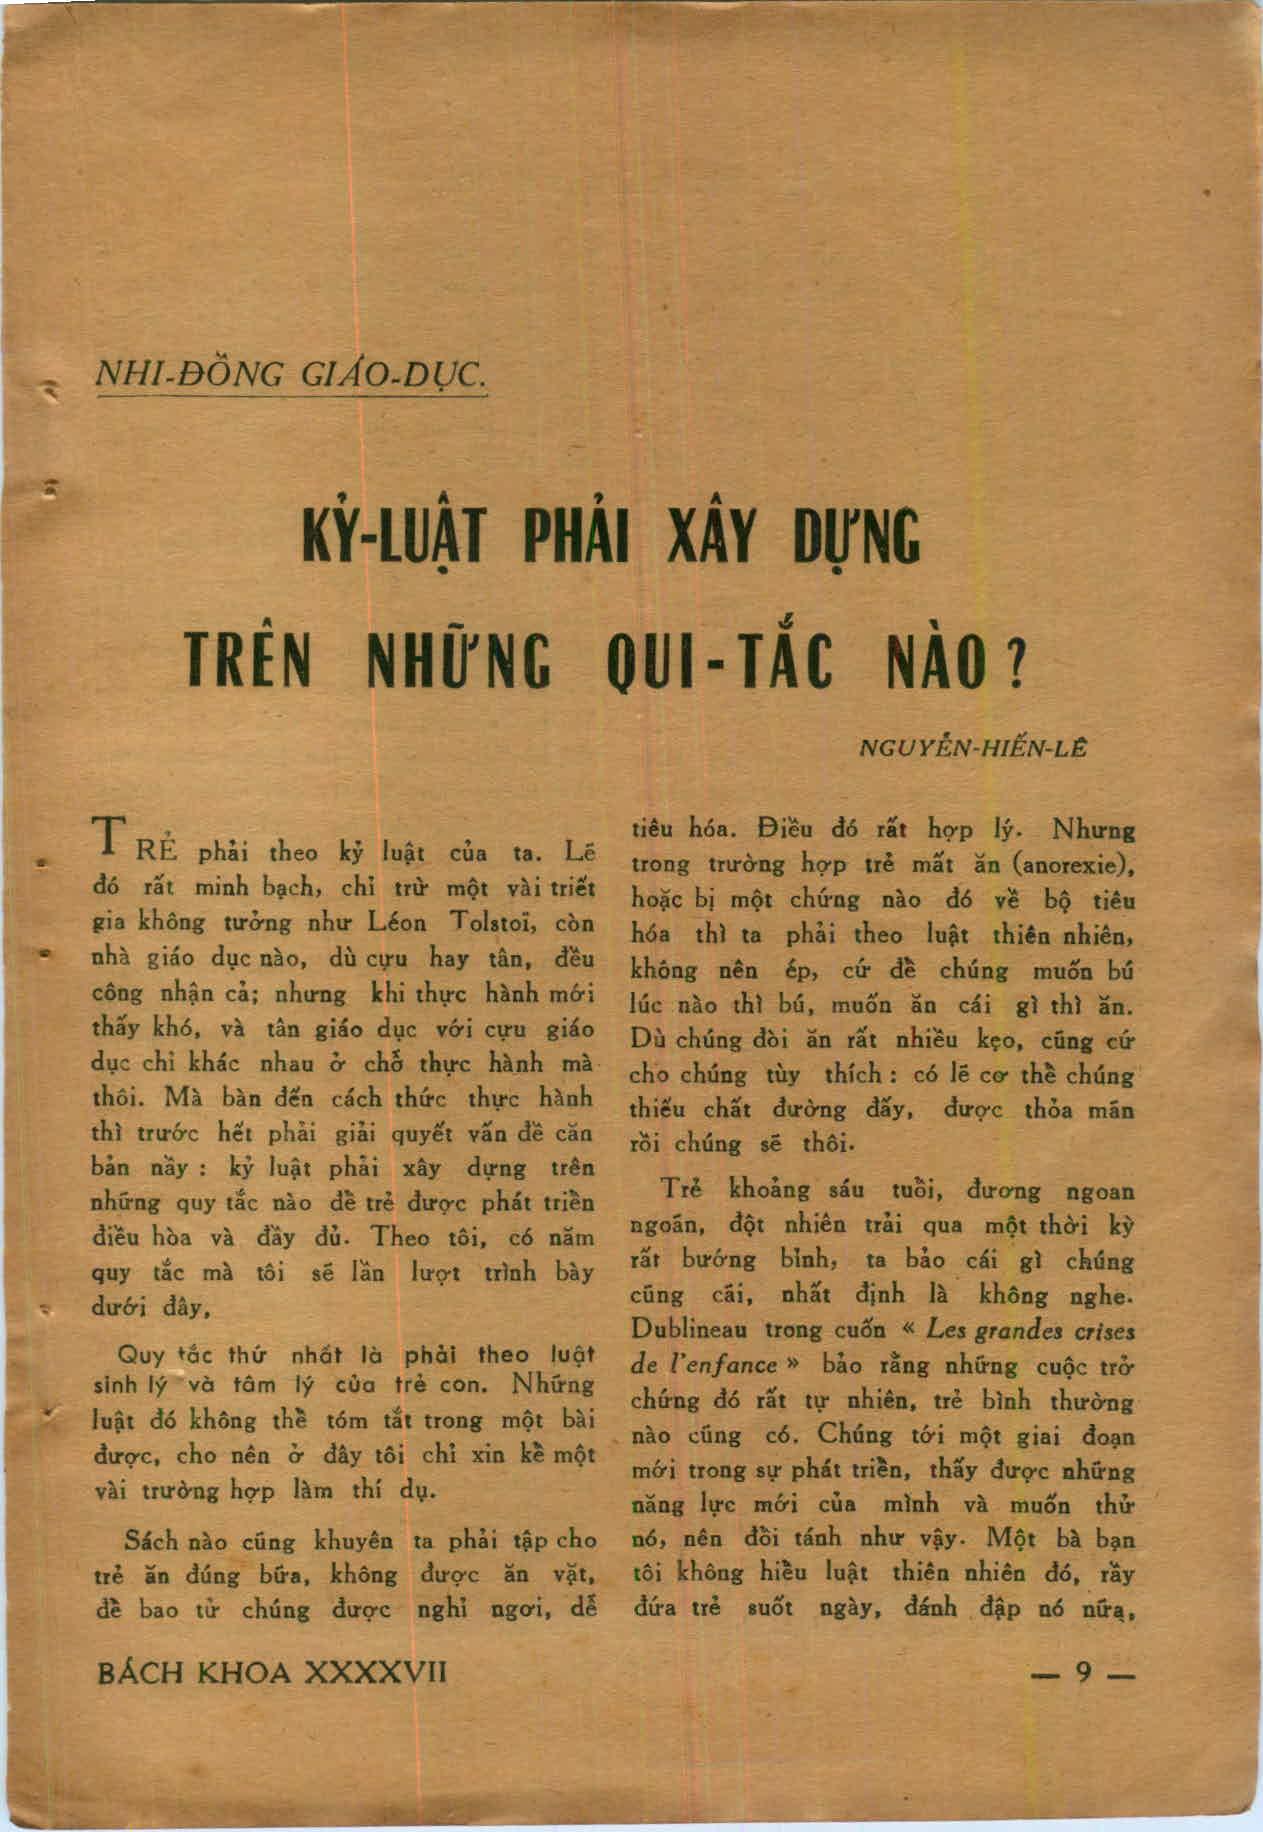 NHI-ĐỒNG GIÁO-DỤC.
KỶ-LUẬT PHẢI XÂY DỰNG
TRÊN NHỮNG QUI-TẮC NÀO ?
NGUYỄN-HIẾN-LÊ
TRẺ phải theo kỷ luật của ta. Lẽ
đó rất minh bạch, chỉ trừ một vài triết
gia không tưởng như Léon Tolstoï, còn
nhà giáo dục nào, dù cựu hay tân, đều
công nhận cả; nhưng khi thực hành mới
thấy khó, và tân giáo dục với cựu giáo
dục chỉ khác nhau ở chỗ thực hành mà
thôi. Mà bàn đến cách thức thực hành
thì trước hết phải giải quyết vấn đề căn
bản nầy : kỷ luật phải xây dựng trên
những quy tắc nào để trẻ được phát triển
điều hòa và đầy đủ. Theo tôi, có năm
quy tắc mà tôi sẽ lần lượt trình bày
dưới đây,
Quy tắc thứ nhất là phải theo luật
sinh lý và tâm lý của trẻ con. Những
luật đó không thể tóm tắt trong một bài
được, cho nên ở đây tôi chỉ xin kể một
vài trường hợp làm thí dụ.
Sách nào cũng khuyên ta phải tập cho
trẻ ăn đúng bữa, không được ăn vặt,
để bao tử chúng được nghỉ ngơi, dễ
tiêu hóa. Điều đó rất hợp lý. Nhưng
trong trường hợp trẻ mất ăn (anorexie),
hoặc bị một chứng nào đó về bộ tiêu
hóa thì ta phải theo luật thiên nhiên,
không nên ép, cứ để chúng muốn bú
lúc nào thì bú, muốn ăn cái gì thì ăn.
Dù chúng đòi ăn rất nhiều kẹo, cũng cứ
cho chúng tùy thích : có lẽ cơ thể chúng
thiếu chất đường đấy, được thỏa mãn
rồi chúng sẽ thôi.
Trẻ khoảng sáu tuổi, đương ngoan
ngoãn, đột nhiên trải qua một thời kỳ
rất bướng bỉnh, ta bảo cái gì chúng
cũng cãi, nhất định là không nghe.
Dublineau trong cuốn « Les grandes crises
de l'enfance » bảo rằng những cuộc trở
chứng đó rất tự nhiên, trẻ bình thường
nào cũng có. Chúng tới một giai đoạn
mới trong sự phát triển, thấy được những
năng lực mới của mình và muốn thử
nó, nên đổi tánh như vậy. Một bà bạn
tôi không hiểu luật thiên nhiên đó, rầy
đứa trẻ suốt ngày, đánh đập nó nữa,
BÁCH KHOA XXXXVII
— 9 —